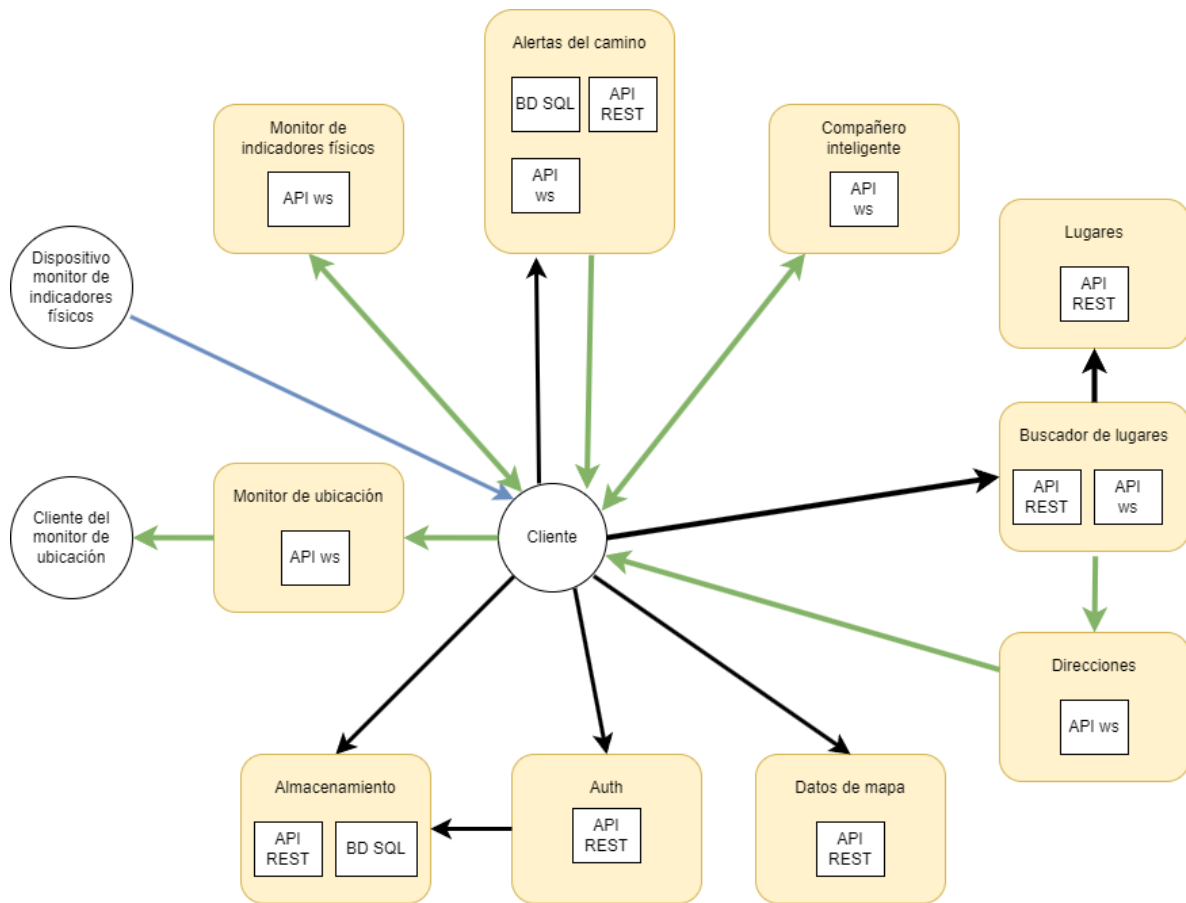 Alertas del camino
BD SQL
API
REST
API
ws
Monitor de
indicadores físicos
API ws
Compañero
inteligente
API
ws
Lugares
API
REST
Dispositivo
monitor de
indicadores
físicos
Buscador de lugares
API
REST
API
ws
Monitor de ubicación
API ws
Cliente del
monitor de
ubicación
Cliente
Direcciones
API ws
Almacenamiento
API
REST
BD SQL
Auth
API
REST
Datos de mapa
API
REST